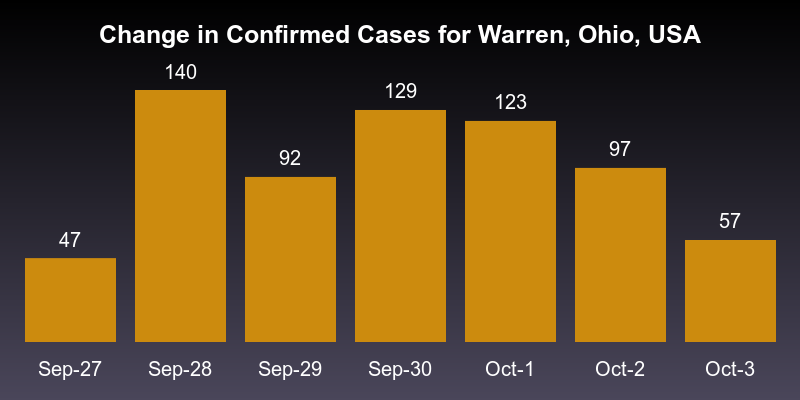 Change in Confirmed Cases for Warren, Ohio, USA
47 140 92 129 123 97 57
Sep-27 Sep-28 Sep-29 Sep-30 Oct-1 Oct-2 Oct-3